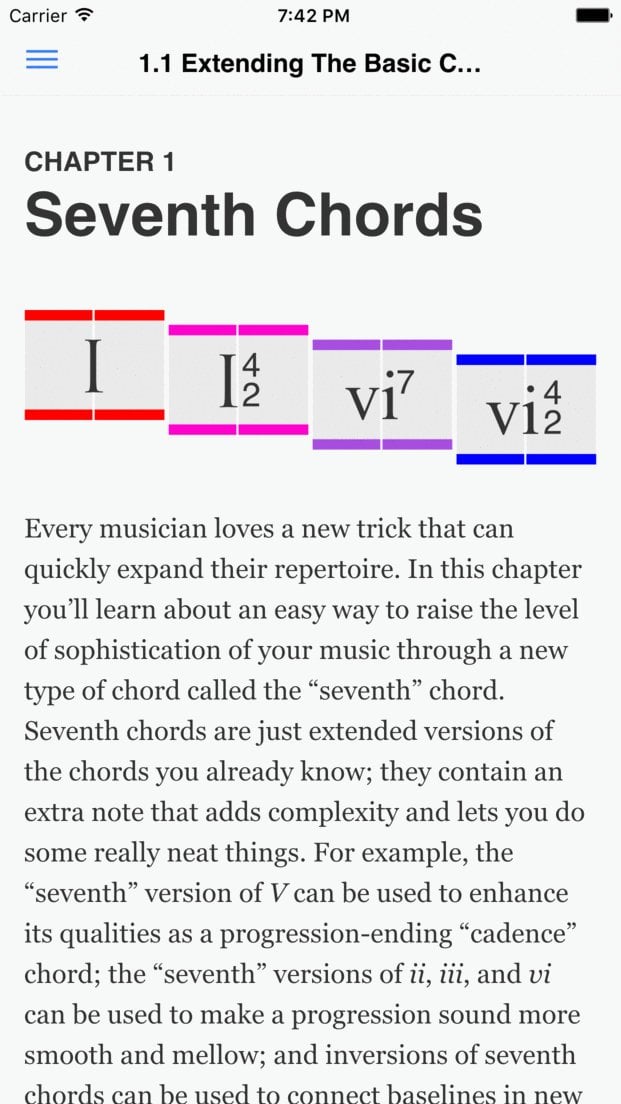 Carrier 7:42 PM
1.1 Extending The Basic C...
CHAPTER 1
Seventh Chords
I I42 vi7 vi42
Every musician loves a new trick that can
quickly expand their repertoire. In this chapter
you’ll learn about an easy way to raise the level
of sophistication of your music through a new
type of chord called the “seventh” chord.
Seventh chords are just extended versions of
the chords you already know; they contain an
extra note that adds complexity and lets you do
some really neat things. For example, the
“seventh” version of V can be used to enhance
its qualities as a progression-ending “cadence”
chord; the “seventh” versions of ii, iii, and vi
can be used to make a progression sound more
smooth and mellow; and inversions of seventh
chords can be used to connect baselines in new